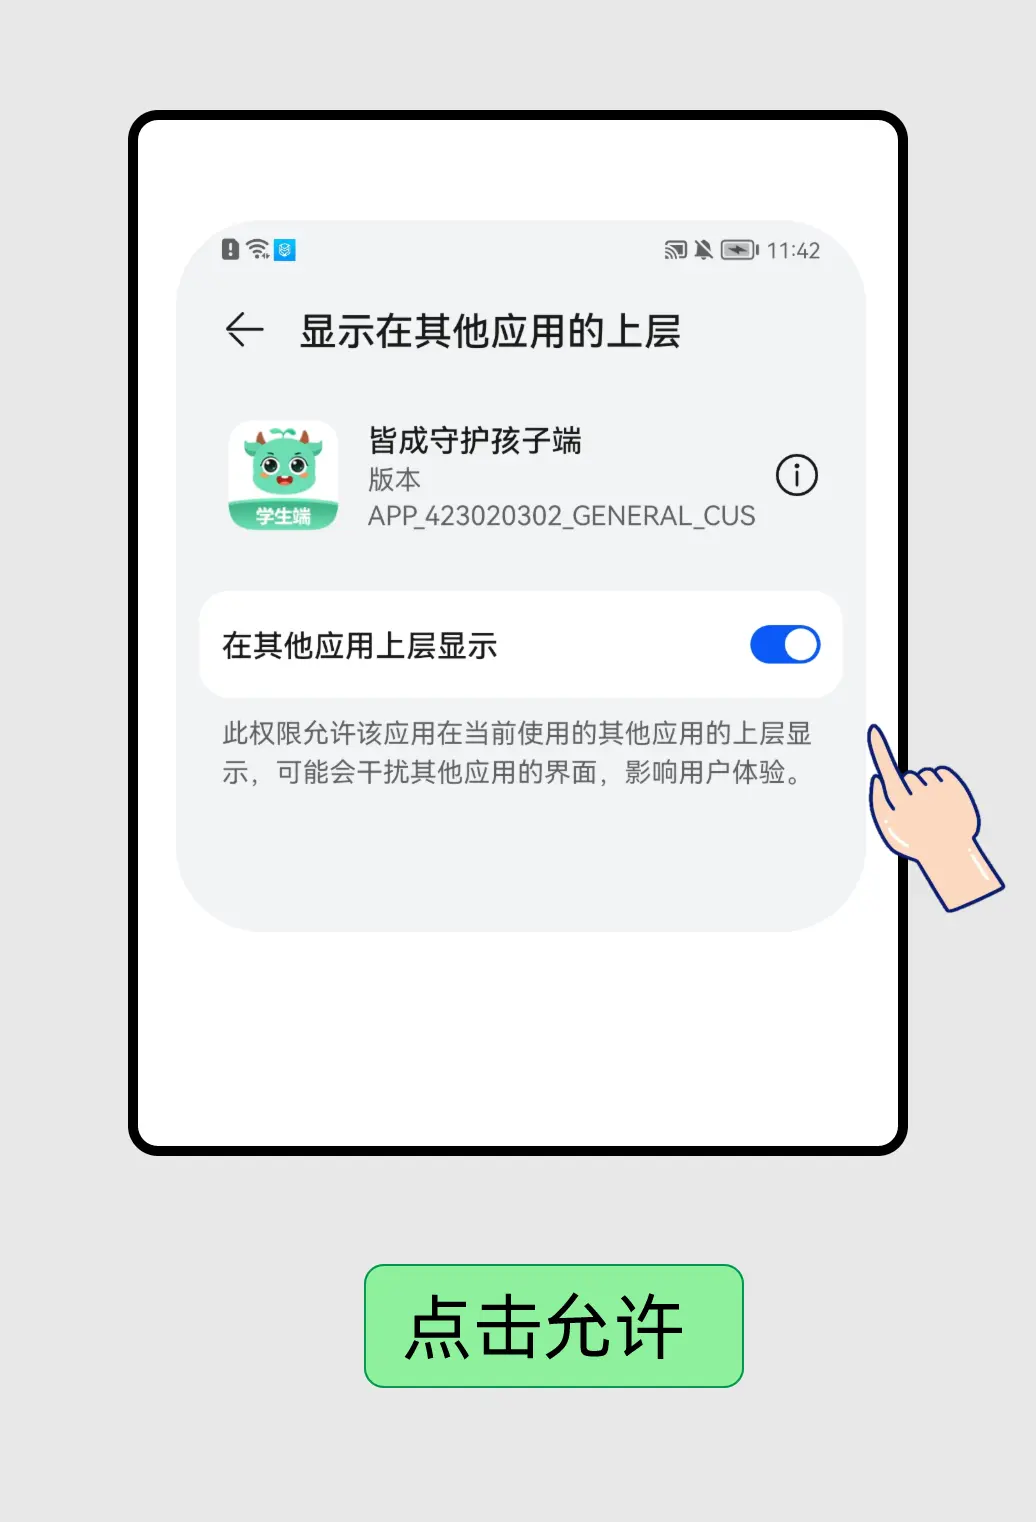 11:42
显示在其他应用的上层
皆成守护孩子端
版本
APP_423020302_GENERAL_CUS
学生端
在其他应用上层显示
此权限允许该应用在当前使用的其他应用的上层显
示，可能会干扰其他应用的界面，影响用户体验。
点击允许